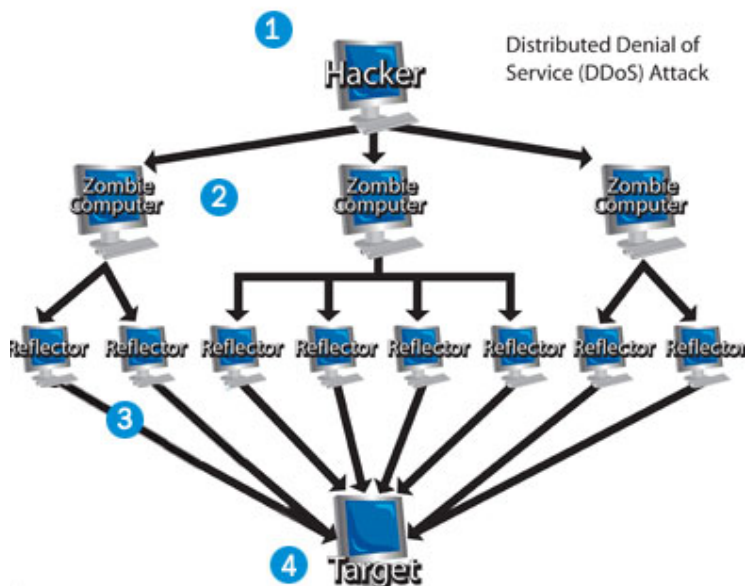 1
Hacker
Distributed Denial of
Service (DDoS) Attack
Zombie
Computer
2
Zombie
Computer
Zombie
Computer
Reflector
Reflector
Reflector
Reflector
Reflector
Reflector
Reflector
Reflector
3
4
Target